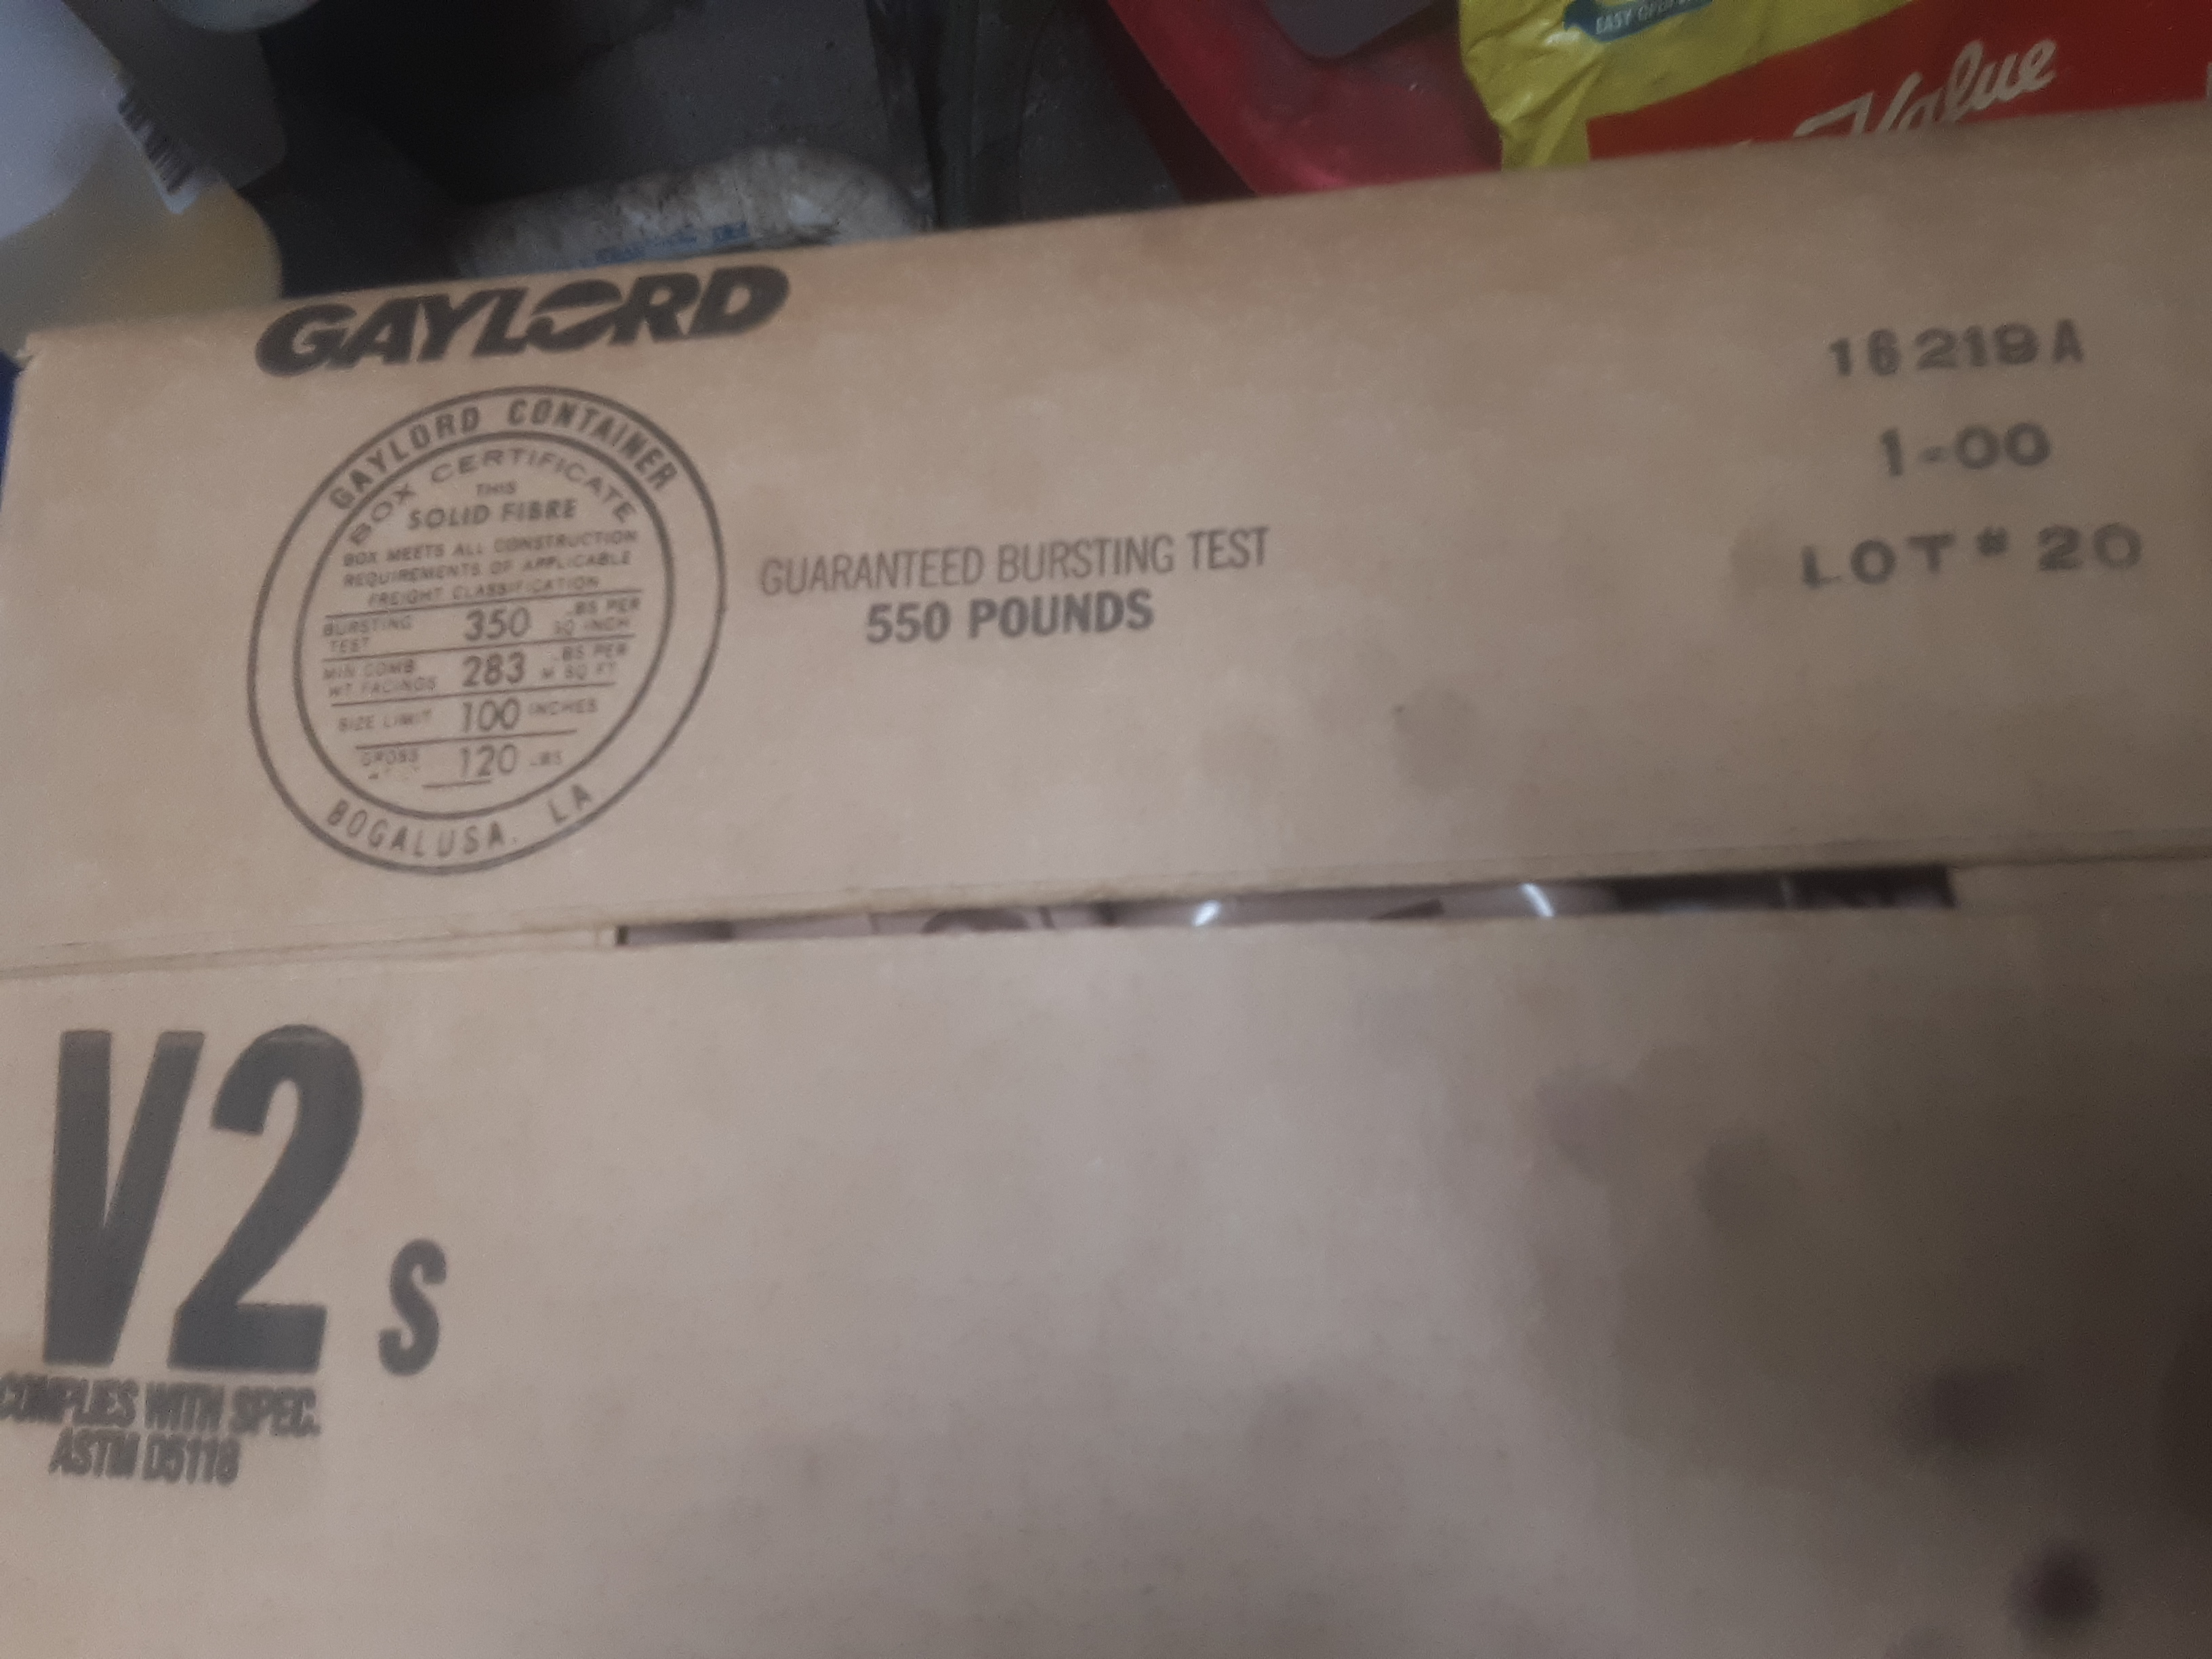 EASY OPEN
Value
GAYLORD
16219A
1-00
LOT # 20
GAYLORD CONTAINER
BOX CERTIFICATE
THIS
SOLID FIBRE
BOX MEETS ALL CONSTRUCTION
REQUIREMENTS OF APPLICABLE
FREIGHT CLASSIFICATION
BURSTING TEST 350 LBS PER SQ INCH
MIN COMB WT FACINGS 283 LBS PER M SQ FT
SIZE LIMIT 100 INCHES
GROSS 120 LBS
BOGALUSA, LA
GUARANTEED BURSTING TEST
550 POUNDS
V2s
COMPLIES WITH SPEC.
ASTM D5118